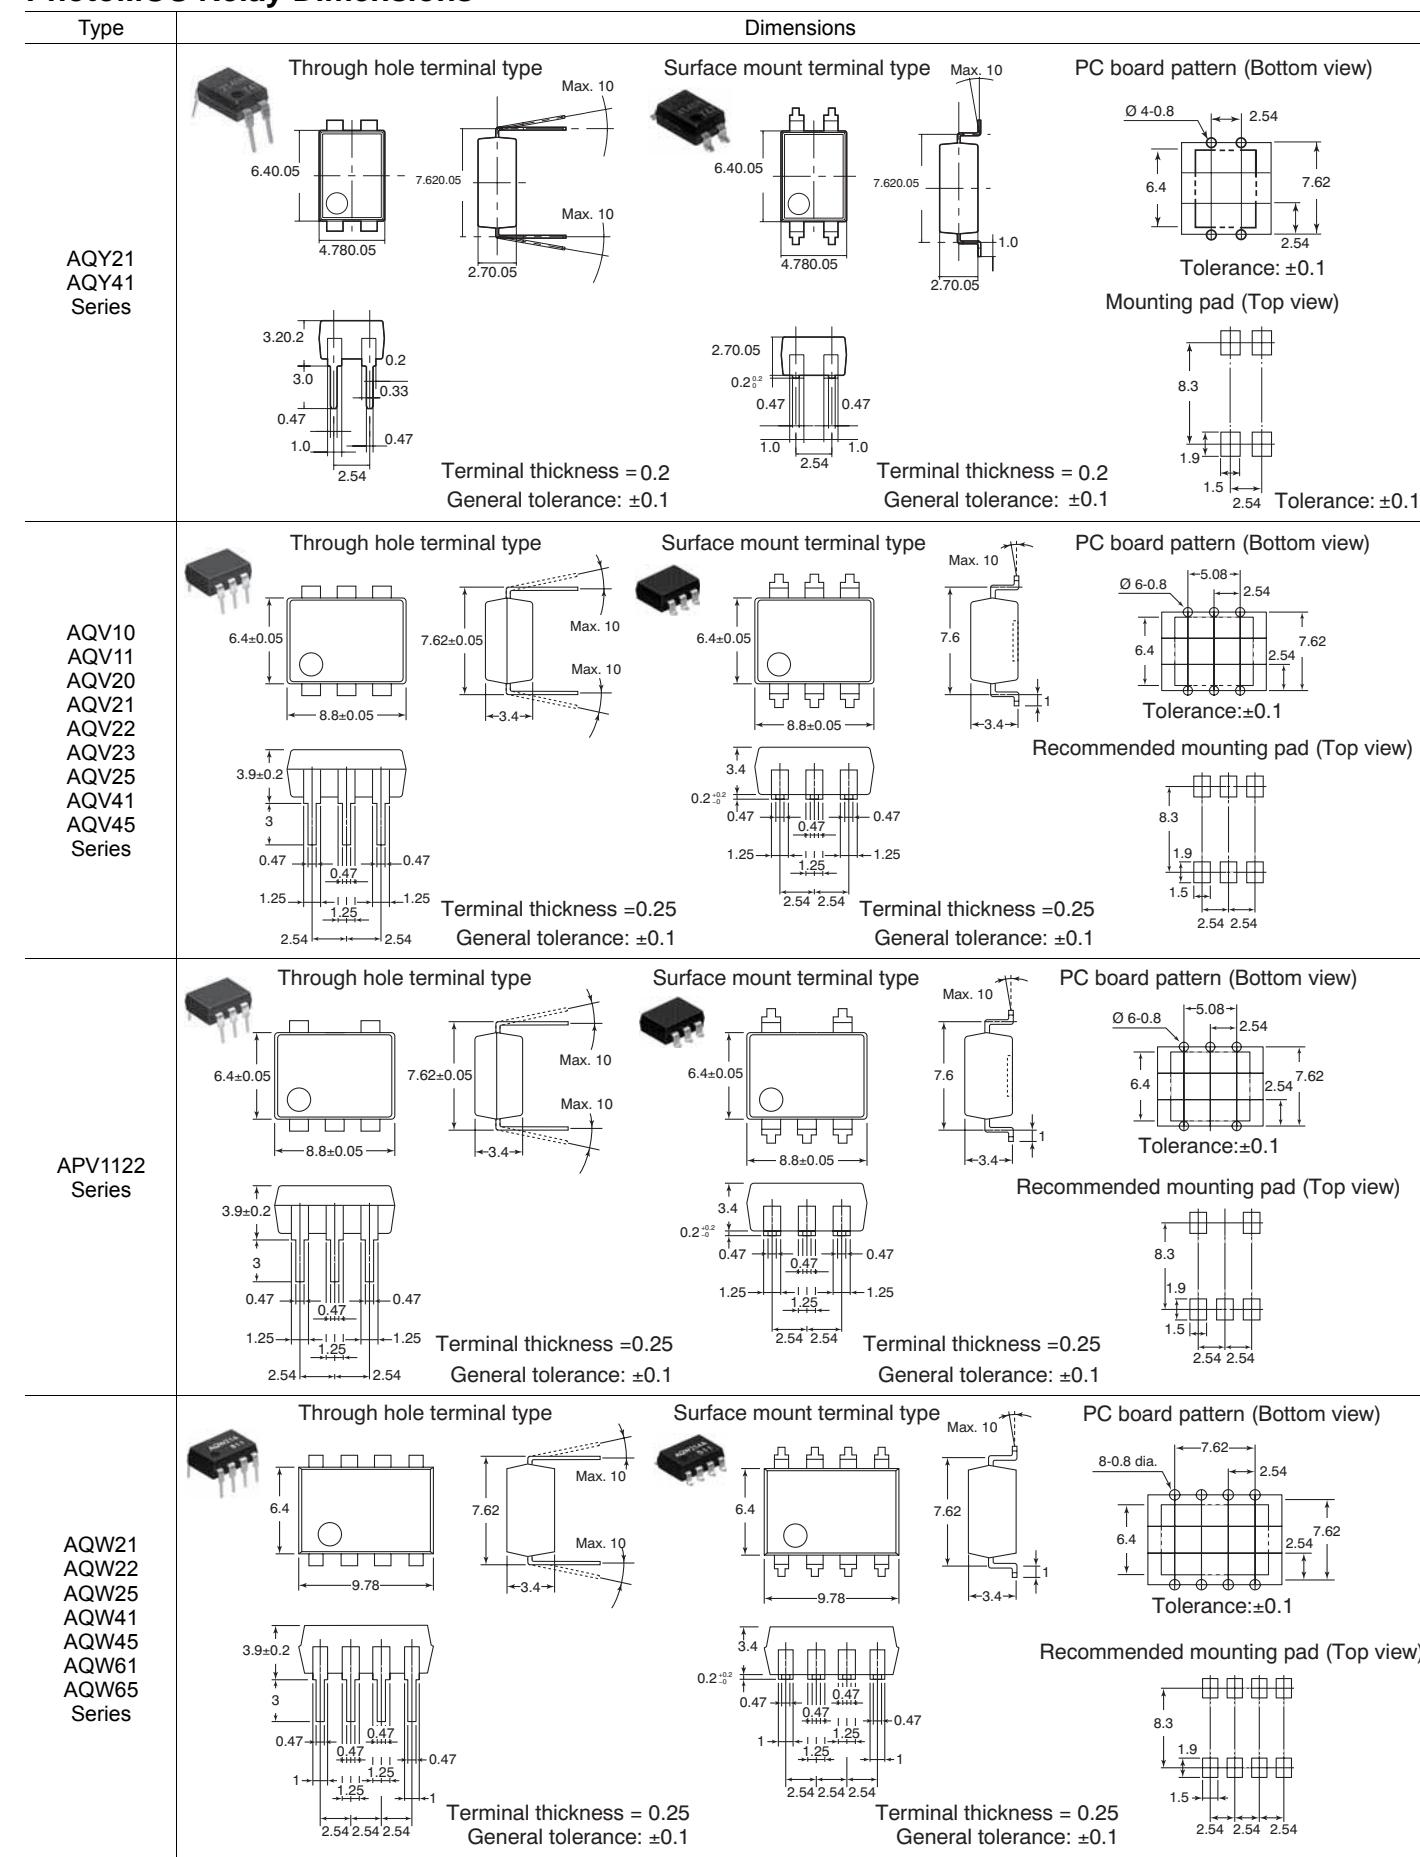 Type
Dimensions
AQY21
AQY41
Series
Through hole terminal type
Max. 10
6.40.05
7.620.05
Max. 10
4.780.05
2.70.05
3.20.2
0.2
3.0
0.33
0.47
1.0
0.47
2.54
Terminal thickness = 0.2
General tolerance: ±0.1
Surface mount terminal type
Max. 10
6.40.05
7.620.05
1.0
4.780.05
2.70.05
2.70.05
0.2 0.2 0
0.47
0.47
1.0
1.0
2.54
Terminal thickness = 0.2
General tolerance: ±0.1
PC board pattern (Bottom view)
Ø 4-0.8
2.54
6.4
7.62
2.54
Tolerance: ±0.1
Mounting pad (Top view)
8.3
1.9
1.5
2.54
Tolerance: ±0.1
AQV10
AQV11
AQV20
AQV21
AQV22
AQV23
AQV25
AQV41
AQV45
Series
Through hole terminal type
6.4±0.05
7.62±0.05
Max. 10
Max. 10
8.8±0.05
3.4
3.9±0.2
3
0.47
0.47
0.47
1.25
1.25
1.25
2.54
2.54
Terminal thickness =0.25
General tolerance: ±0.1
Surface mount terminal type
Max. 10
6.4±0.05
7.6
1
8.8±0.05
3.4
3.4
0.2 +0.2 -0
0.47
0.47
0.47
1.25
1.25
1.25
2.54 2.54
Terminal thickness =0.25
General tolerance: ±0.1
PC board pattern (Bottom view)
5.08
Ø 6-0.8
2.54
6.4
7.62
2.54
Tolerance:±0.1
Recommended mounting pad (Top view)
8.3
1.9
1.5
2.54 2.54
APV1122
Series
Through hole terminal type
6.4±0.05
7.62±0.05
Max. 10
Max. 10
8.8±0.05
3.4
3.9±0.2
3
0.47
0.47
0.47
1.25
1.25
1.25
2.54
2.54
Terminal thickness =0.25
General tolerance: ±0.1
Surface mount terminal type
Max. 10
6.4±0.05
7.6
1
8.8±0.05
3.4
3.4
0.2 +0.2 -0
0.47
0.47
0.47
1.25
1.25
1.25
2.54 2.54
Terminal thickness =0.25
General tolerance: ±0.1
PC board pattern (Bottom view)
5.08
Ø 6-0.8
2.54
6.4
7.62
2.54
Tolerance:±0.1
Recommended mounting pad (Top view)
8.3
1.9
1.5
2.54 2.54
AQW21
AQW22
AQW25
AQW41
AQW45
AQW61
AQW65
Series
Through hole terminal type
Max. 10
6.4
7.62
Max. 10
9.78
3.4
3.9±0.2
3
0.47
0.47
0.47
0.47
1
1.25
1.25
1
2.54 2.54 2.54
Terminal thickness = 0.25
General tolerance: ±0.1
Surface mount terminal type
Max. 10
6.4
7.62
1
9.78
3.4
3.4
0.2 +0.2 -0
0.47
0.47
0.47
0.47
1
1.25
1.25
1
2.54 2.54 2.54
Terminal thickness = 0.25
General tolerance: ±0.1
PC board pattern (Bottom view)
7.62
8-0.8 dia.
2.54
6.4
7.62
2.54
Tolerance:±0.1
Recommended mounting pad (Top view)
8.3
1.9
1.5
2.54 2.54 2.54